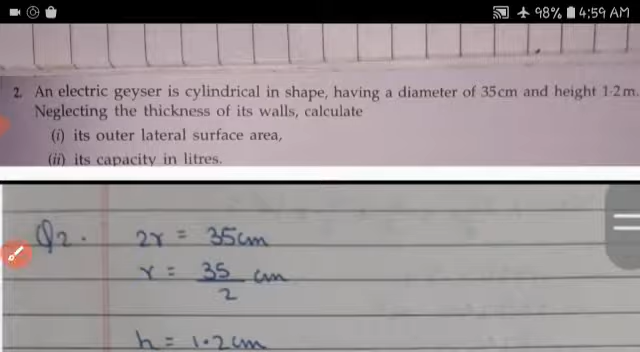 98% 4:59 AM
2. An electric geyser is cylindrical in shape, having a diameter of 35cm and height 1·2m.
Neglecting the thickness of its walls, calculate
(i) its outer lateral surface area,
(ii) its capacity in litres.
Q2. 2r = 35cm
r = 35/2 cm
h = 1.2cm